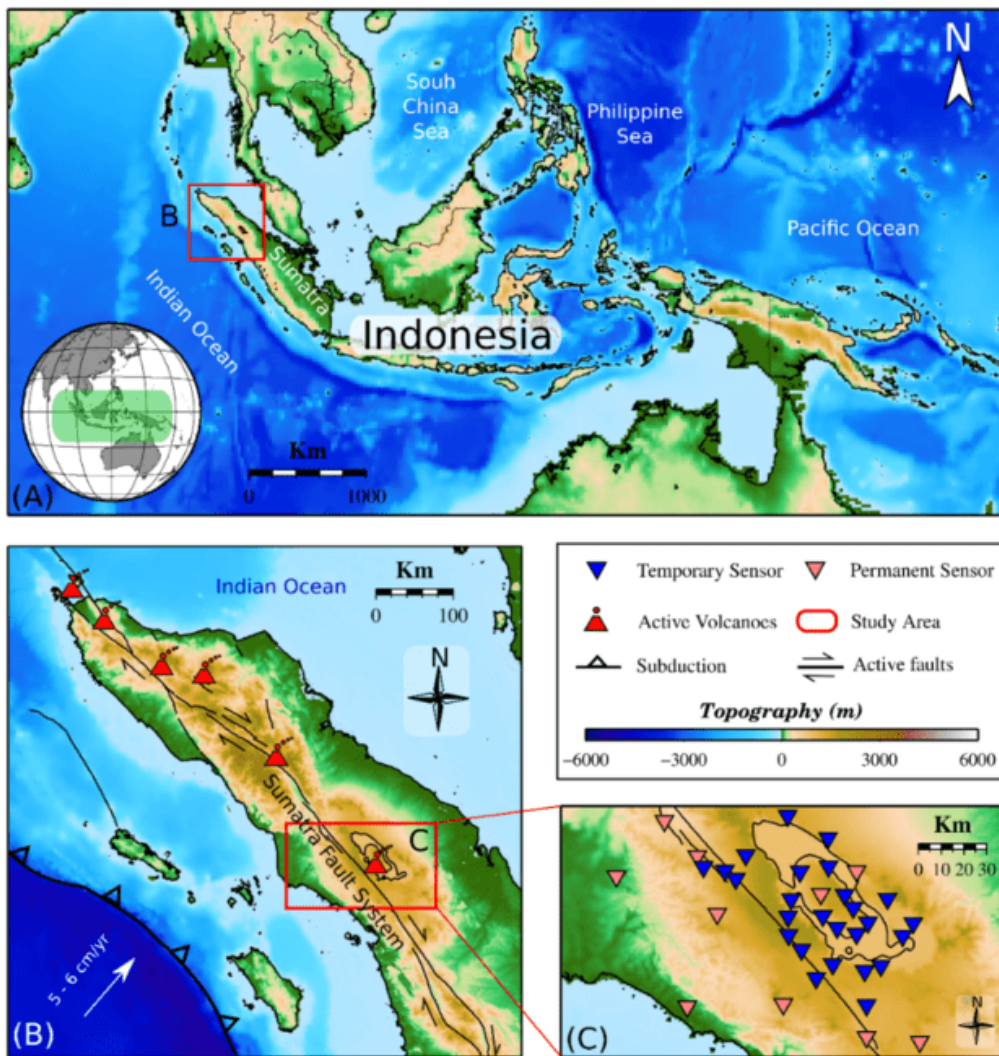 N
Souh
China
Sea
Philippine
Sea
B
Pacific Ocean
Sumatra
Indian Ocean
Indonesia
Km
0 1000
(A)
Indian Ocean
Km
0 100
N
Sumatra Fault System
C
5 - 6 cm/yr
(B)
Temporary Sensor
Permanent Sensor
Active Volcanoes
Study Area
Subduction
Active faults
Topography (m)
−6000 −3000 0 3000 6000
Km
0 10 20 30
N
(C)